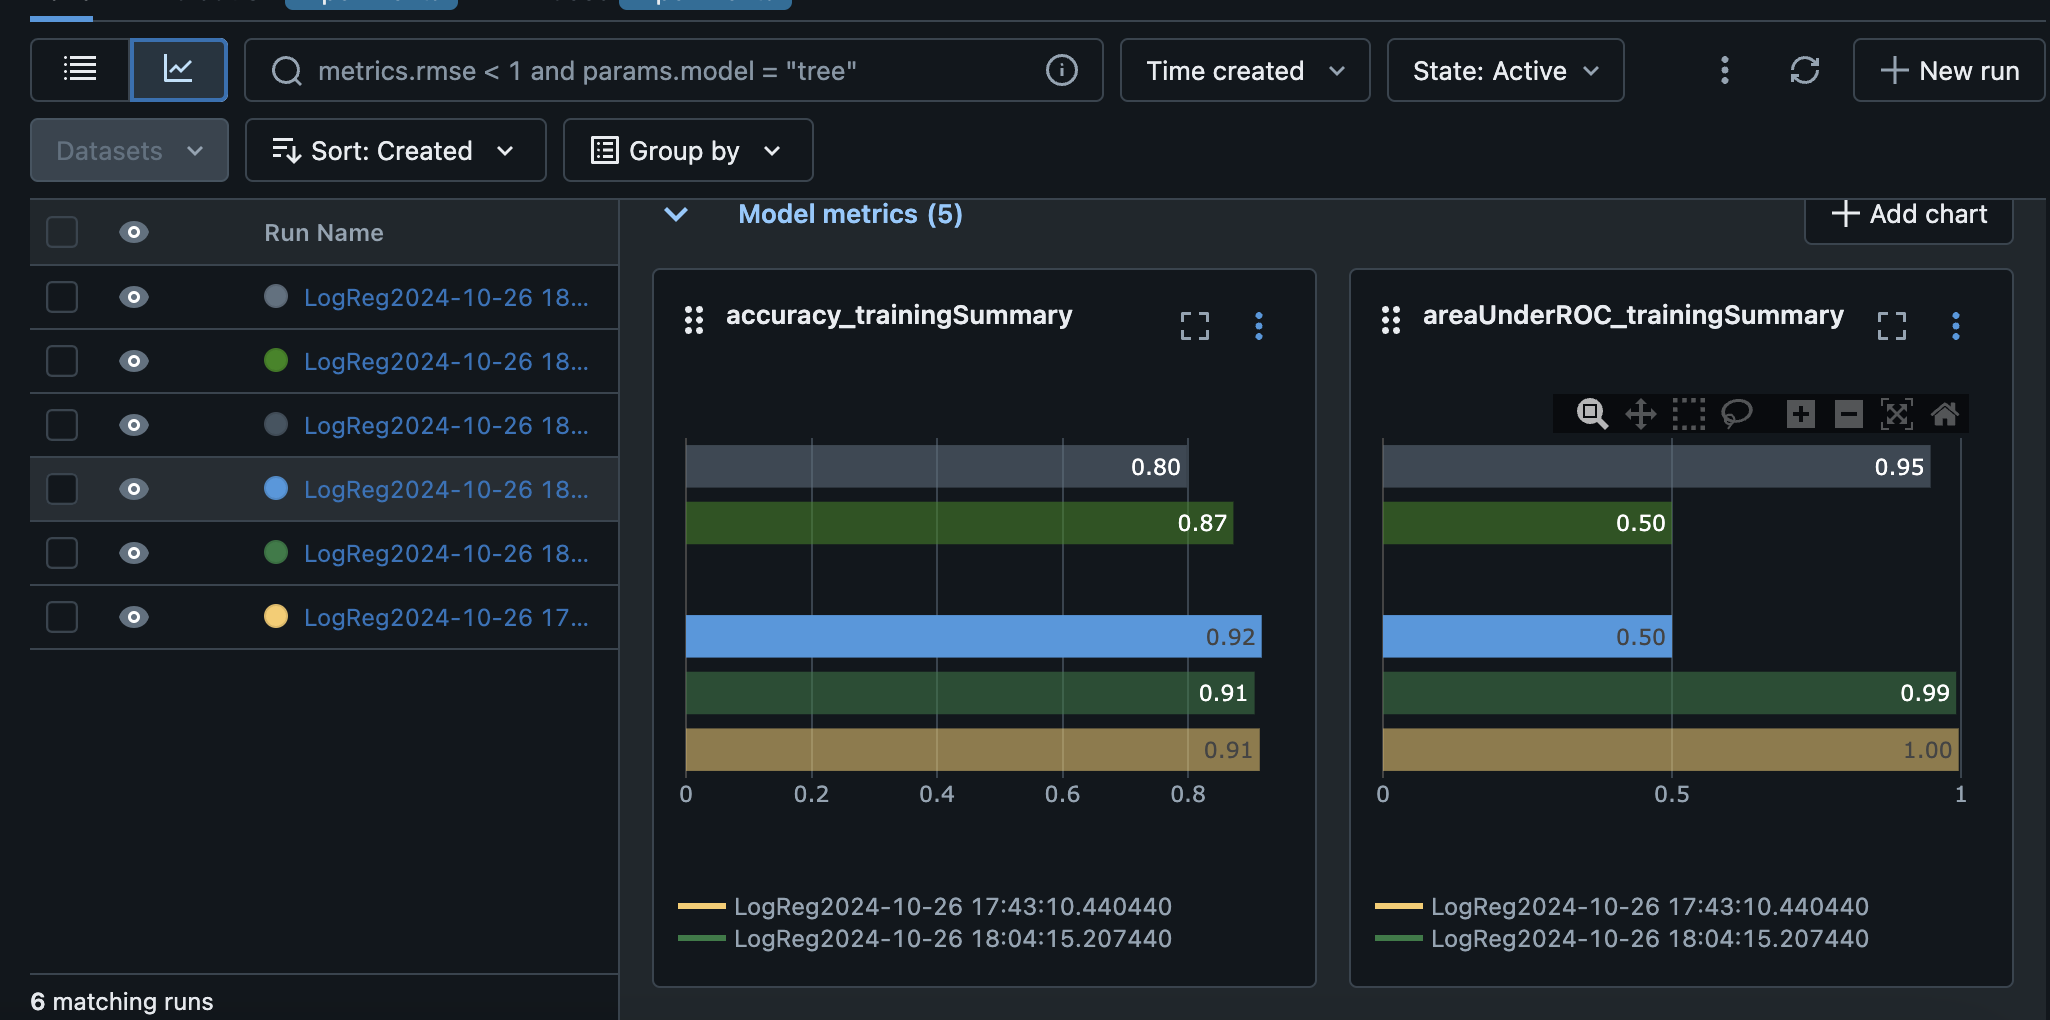 metrics.rmse < 1 and params.model = "tree"
Time created
State: Active
New run
Datasets
Sort: Created
Group by
Run Name
LogReg2024-10-26 18...
LogReg2024-10-26 18...
LogReg2024-10-26 18...
LogReg2024-10-26 18...
LogReg2024-10-26 18...
LogReg2024-10-26 17...
6 matching runs
Model metrics (5)
Add chart
accuracy_trainingSummary
0.80
0.87
0.92
0.91
0.91
0 0.2 0.4 0.6 0.8
LogReg2024-10-26 17:43:10.440440
LogReg2024-10-26 18:04:15.207440
areaUnderROC_trainingSummary
0.95
0.50
0.50
0.99
1.00
0 0.5 1
LogReg2024-10-26 17:43:10.440440
LogReg2024-10-26 18:04:15.207440